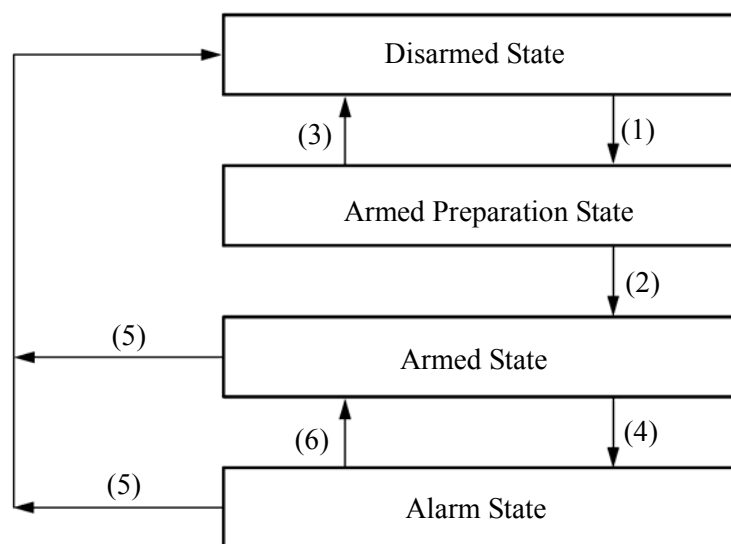 Disarmed State
(3)
(1)
Armed Preparation State
(2)
(5)
Armed State
(6)
(4)
(5)
Alarm State